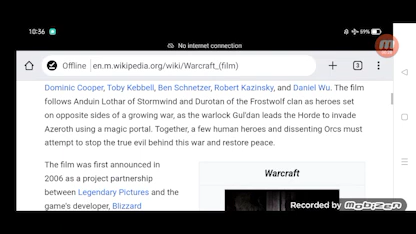 10:36
59%
No internet connection
Offline en.m.wikipedia.org/wiki/Warcraft_(film)
3
Dominic Cooper, Toby Kebbell, Ben Schnetzer, Robert Kazinsky, and Daniel Wu. The film
follows Anduin Lothar of Stormwind and Durotan of the Frostwolf clan as heroes set
on opposite sides of a growing war, as the warlock Gul'dan leads the Horde to invade
Azeroth using a magic portal. Together, a few human heroes and dissenting Orcs must
attempt to stop the true evil behind this war and restore peace.
The film was first announced in
2006 as a project partnership
between Legendary Pictures and the
game's developer, Blizzard
Warcraft
Recorded by MOBIZEN